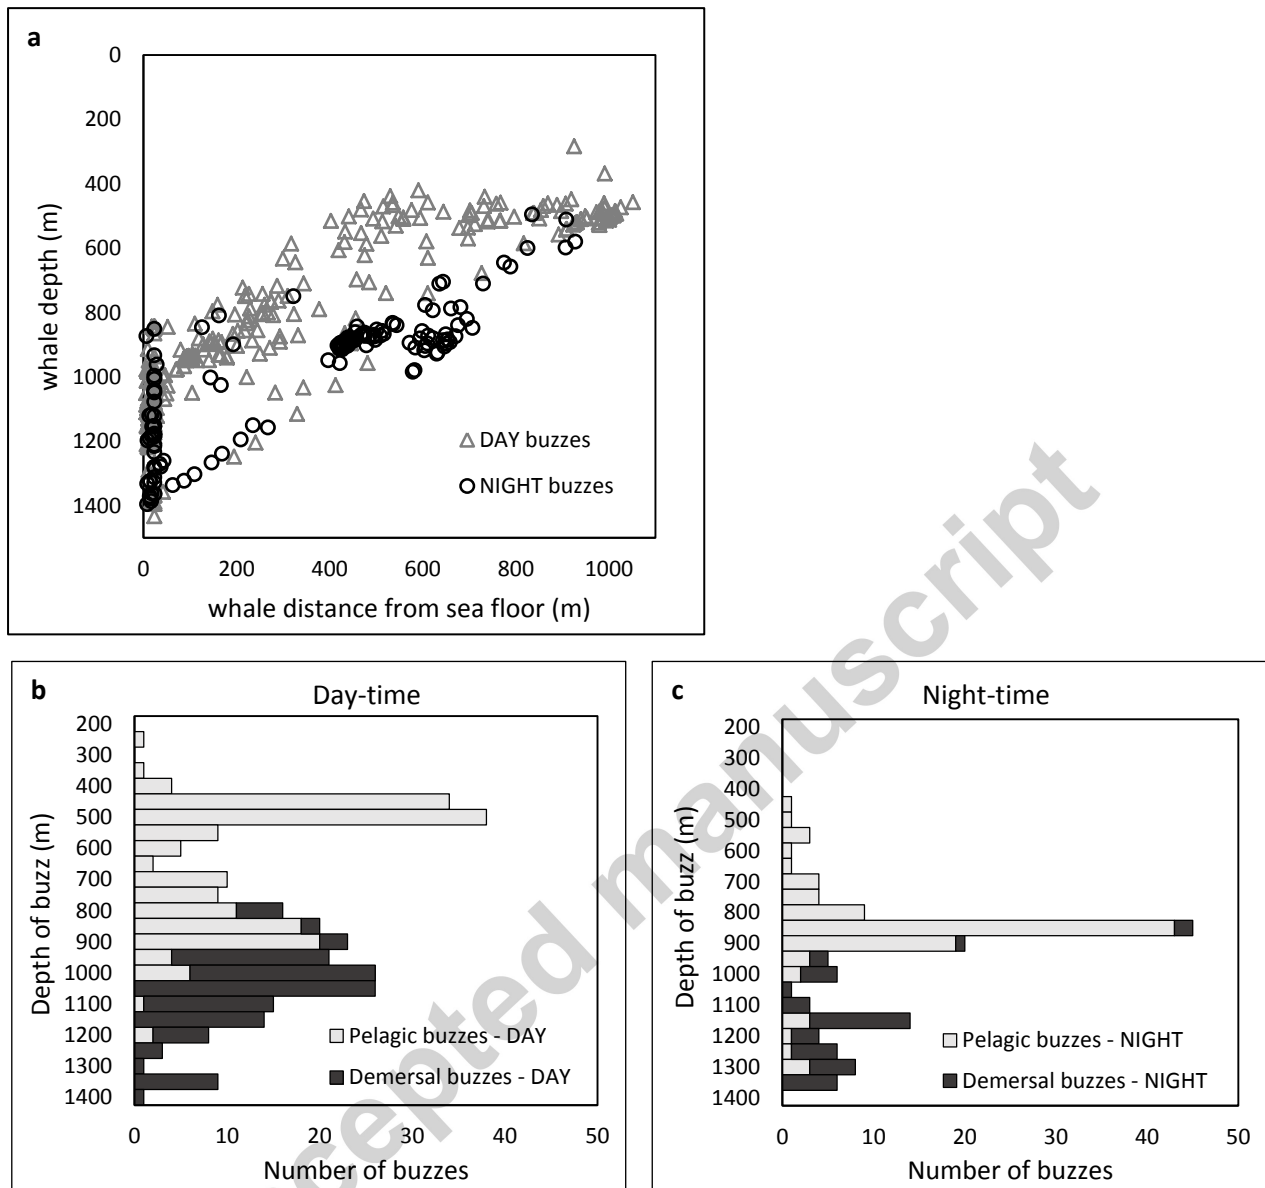 a
0
200
400
600
800
1000
1200
1400
whale depth (m)
DAY buzzes
NIGHT buzzes
0 200 400 600 800 1000
whale distance from sea floor (m)
b
Day-time
200
300
400
500
600
700
800
900
1000
1100
1200
1300
1400
Depth of buzz (m)
Pelagic buzzes - DAY
Demersal buzzes - DAY
0 10 20 30 40 50
Number of buzzes
c
Night-time
200
300
400
500
600
700
800
900
1000
1100
1200
1300
1400
Depth of buzz (m)
Pelagic buzzes - NIGHT
Demersal buzzes - NIGHT
0 10 20 30 40 50
Number of buzzes
cepted manuscript